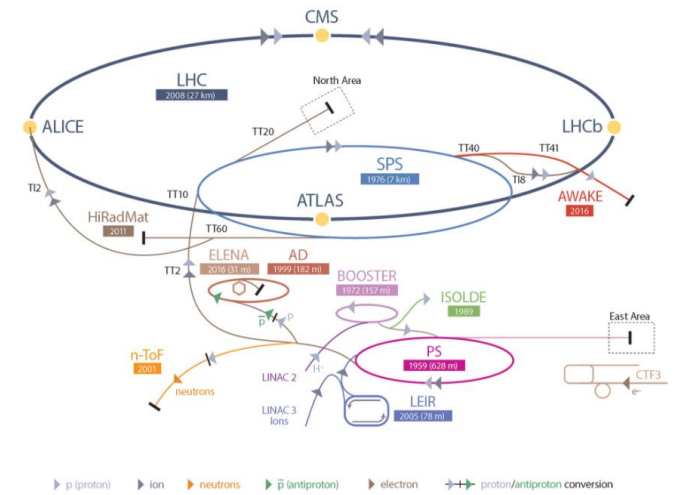 CMS
LHC
2008 (27 km)
North Area
ALICE
LHCb
TT20
TT40
TT41
SPS
1976 (7 km)
TI8
TI2
TT10
ATLAS
AWAKE
2016
HiRadMat
2011
TT60
ELENA
2016 (31 m)
AD
1999 (182 m)
TT2
BOOSTER
1972 (157 m)
ISOLDE
1989
p̅
p
East Area
n-ToF
2001
PS
1959 (628 m)
neutrons
LINAC 2
H⁻
CTF3
e⁻
LINAC 3
Ions
LEIR
2005 (78 m)
p (proton)
ion
neutrons
p̅ (antiproton)
electron
proton/antiproton conversion